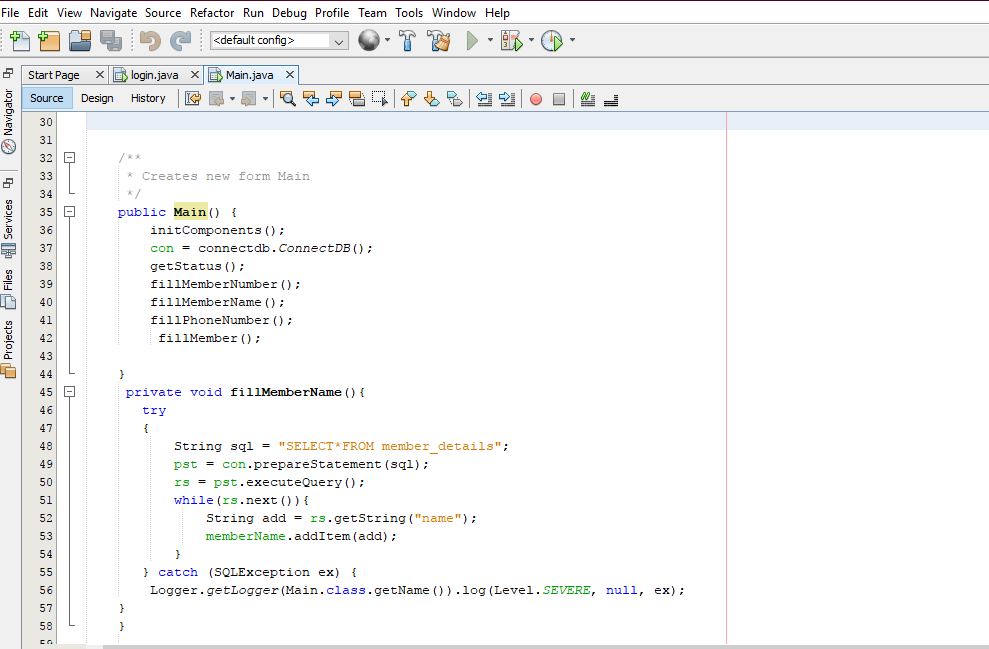 File Edit View Navigate Source Refactor Run Debug Profile Team Tools Window Help
<default config>
Start Page login.java Main.java
Source Design History
Navigator
Services
Files
Projects
30
31
32 /**
33 * Creates new form Main
34 */
35 public Main() {
36 initComponents();
37 con = connectdb.ConnectDB();
38 getStatus();
39 fillMemberNumber();
40 fillMemberName();
41 fillPhoneNumber();
42 fillMember();
43
44 }
45 private void fillMemberName(){
46 try
47 {
48 String sql = "SELECT*FROM member_details";
49 pst = con.prepareStatement(sql);
50 rs = pst.executeQuery();
51 while(rs.next()){
52 String add = rs.getString("name");
53 memberName.addItem(add);
54 }
55 } catch (SQLException ex) {
56 Logger.getLogger(Main.class.getName()).log(Level.SEVERE, null, ex);
57 }
58 }
59